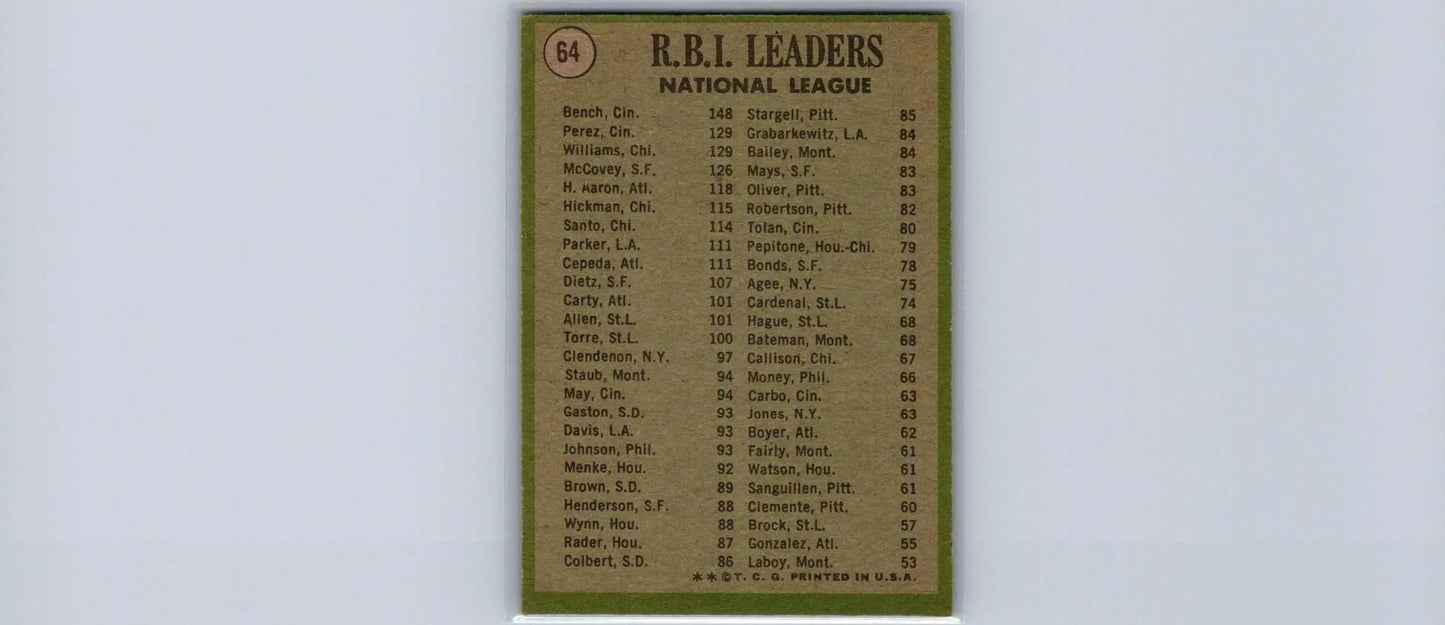 64
R.B.I. LEADERS
NATIONAL LEAGUE
Bench, Cin. 148
Perez, Cin. 129
Williams, Chi. 129
McCovey, S.F. 126
H. Aaron, Atl. 118
Hickman, Chi. 115
Santo, Chi. 114
Parker, L.A. 111
Cepeda, Atl. 111
Dietz, S.F. 107
Carty, Atl. 101
Allen, St.L. 101
Torre, St.L. 100
Clendenon, N.Y. 97
Staub, Mont. 94
May, Cin. 94
Gaston, S.D. 93
Davis, L.A. 93
Johnson, Phil. 93
Menke, Hou. 92
Brown, S.D. 89
Henderson, S.F. 88
Wynn, Hou. 88
Rader, Hou. 87
Colbert, S.D. 86
Stargell, Pitt. 85
Grabarkewitz, L.A. 84
Bailey, Mont. 84
Mays, S.F. 83
Oliver, Pitt. 83
Robertson, Pitt. 82
Tolan, Cin. 80
Pepitone, Hou.-Chi. 79
Bonds, S.F. 78
Agee, N.Y. 75
Cardenal, St.L. 74
Hague, St.L. 68
Bateman, Mont. 68
Callison, Chi. 67
Money, Phil. 66
Carbo, Cin. 63
Jones, N.Y. 63
Boyer, Atl. 62
Fairly, Mont. 61
Watson, Hou. 61
Sanguillen, Pitt. 61
Clemente, Pitt. 60
Brock, St.L. 57
Gonzalez, Atl. 55
Laboy, Mont. 53
**©T. C. G. PRINTED IN U.S.A.